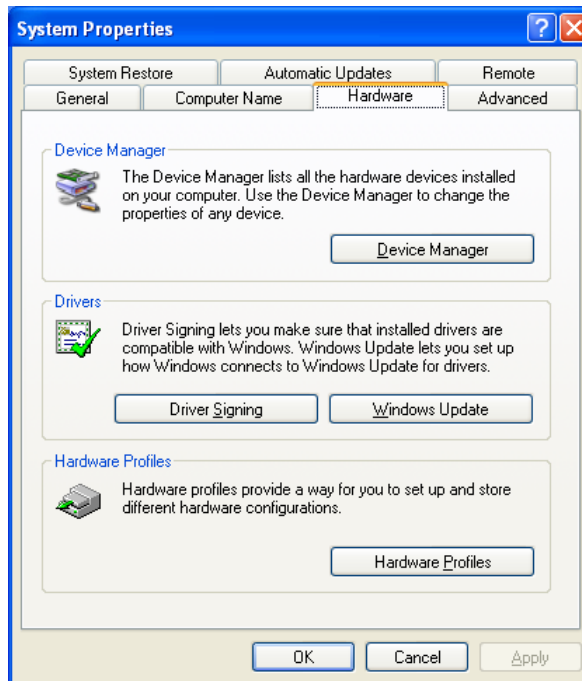 System Properties
System Restore Automatic Updates Remote
General Computer Name Hardware Advanced
Device Manager
The Device Manager lists all the hardware devices installed
on your computer. Use the Device Manager to change the
properties of any device.
Device Manager
Drivers
Driver Signing lets you make sure that installed drivers are
compatible with Windows. Windows Update lets you set up
how Windows connects to Windows Update for drivers.
Driver Signing Windows Update
Hardware Profiles
Hardware profiles provide a way for you to set up and store
different hardware configurations.
Hardware Profiles
OK Cancel Apply